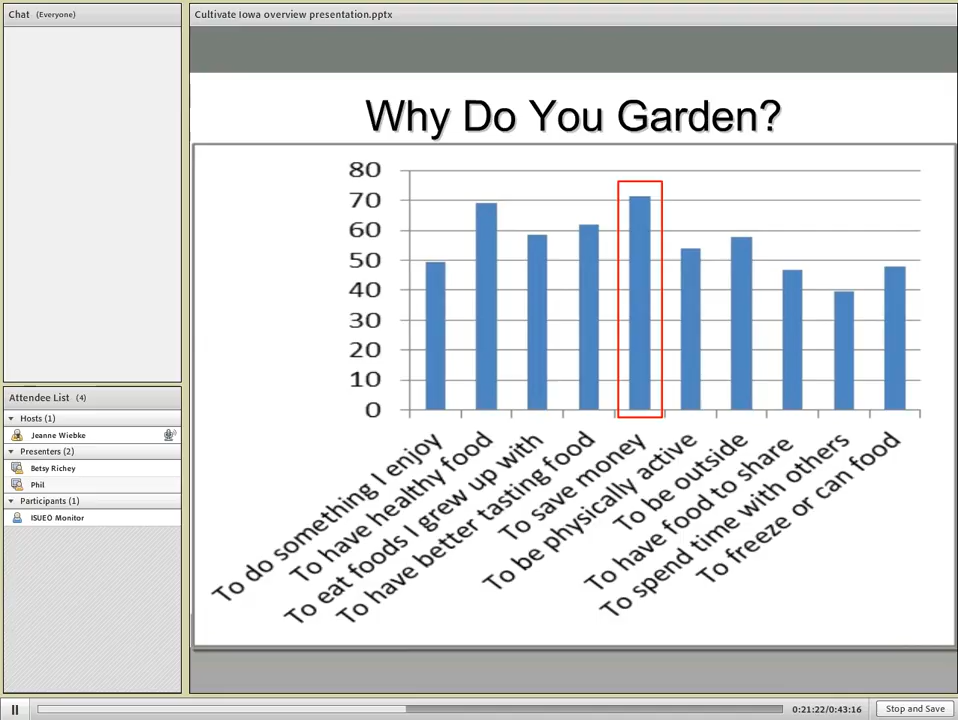 Chat (Everyone)
Cultivate Iowa overview presentation.pptx
Why Do You Garden?
80
70
60
50
40
30
20
10
0
To do something I enjoy
To have healthy food
To eat foods I grew up with
To have better tasting food
To save money
To be physically active
To be outside
To have food to share
To spend time with others
To freeze or can food
Attendee List (4)
Hosts (1)
Jeanne Wiebke
Presenters (2)
Betsy Richey
Phil
Participants (1)
ISUEO Monitor
0:21:22/0:43:16
Stop and Save